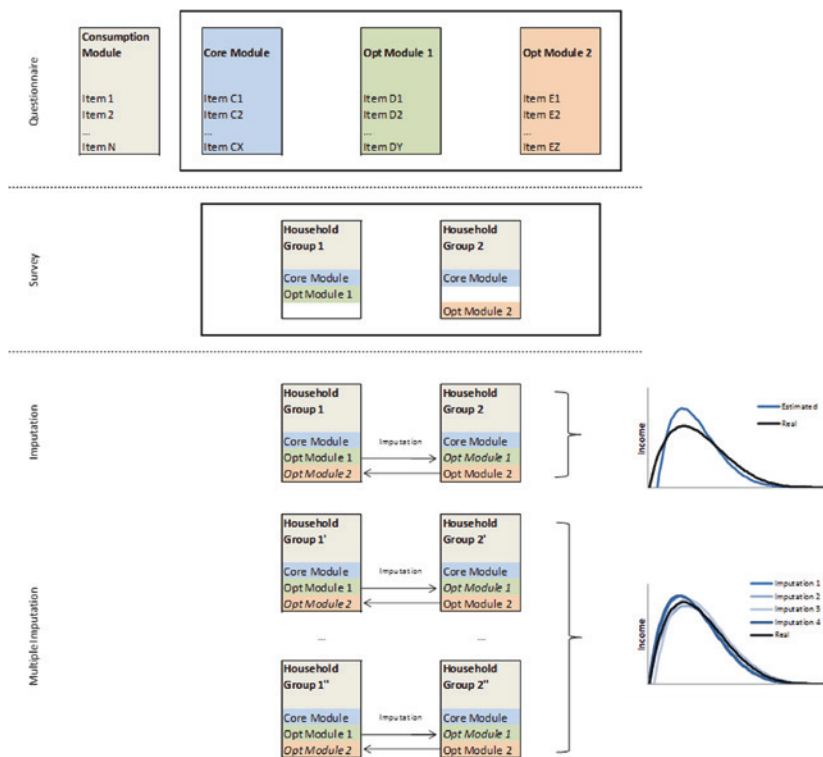 Questionnaire
Consumption
Module
Item 1
Item 2
...
Item N
Core Module
Item C1
Item C2
...
Item CX
Opt Module 1
Item D1
Item D2
...
Item DY
Opt Module 2
Item E1
Item E2
...
Item EZ
Survey
Household
Group 1
Core Module
Opt Module 1
Household
Group 2
Core Module
Opt Module 2
Imputation
Household
Group 1
Core Module
Opt Module 1
Opt Module 2
Imputation
Household
Group 2
Core Module
Opt Module 1
Opt Module 2
Income
Estimated
Real
Multiple Imputation
Household
Group 1'
Core Module
Opt Module 1
Opt Module 2
Imputation
Household
Group 2'
Core Module
Opt Module 1
Opt Module 2
...
...
Household
Group 1"
Core Module
Opt Module 1
Opt Module 2
Imputation
Household
Group 2"
Core Module
Opt Module 1
Opt Module 2
Income
Imputation 1
Imputation 2
Imputation 3
Imputation 4
Real